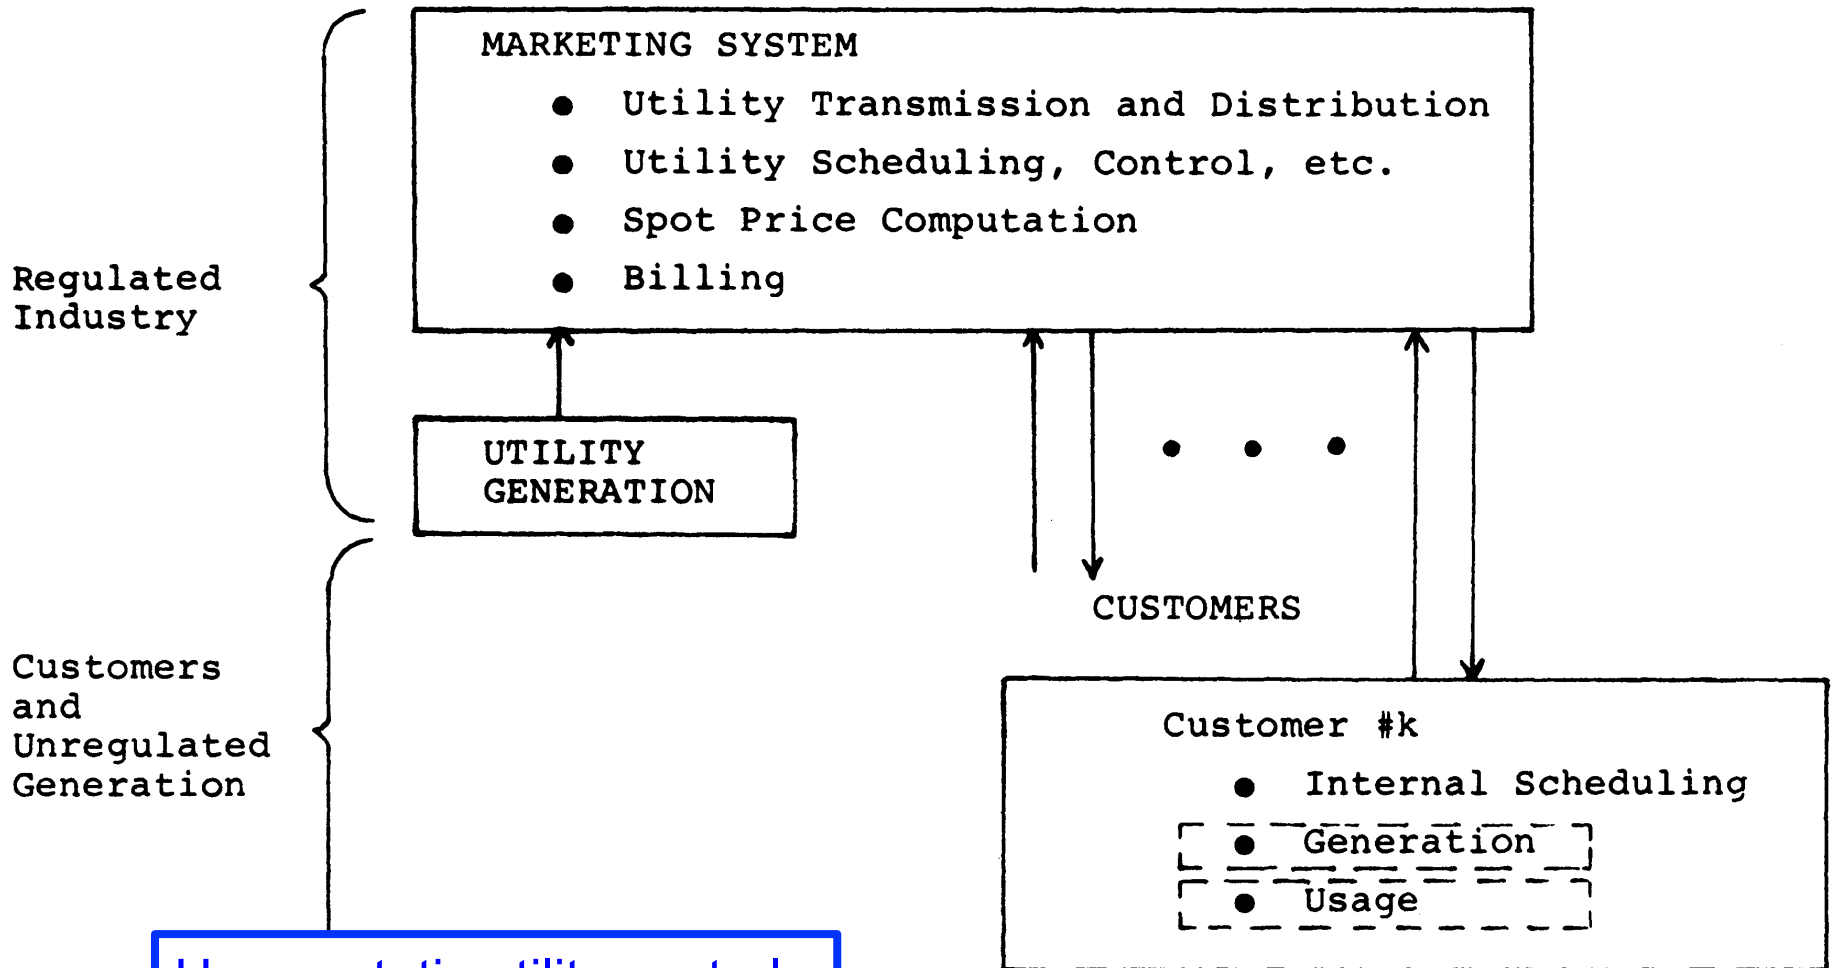 MARKETING SYSTEM
● Utility Transmission and Distribution
● Utility Scheduling, Control, etc.
● Spot Price Computation
● Billing
Regulated
Industry
UTILITY
GENERATION
● ● ●
CUSTOMERS
Customers
and
Unregulated
Generation
Customer #k
● Internal Scheduling
● Generation
● Usage